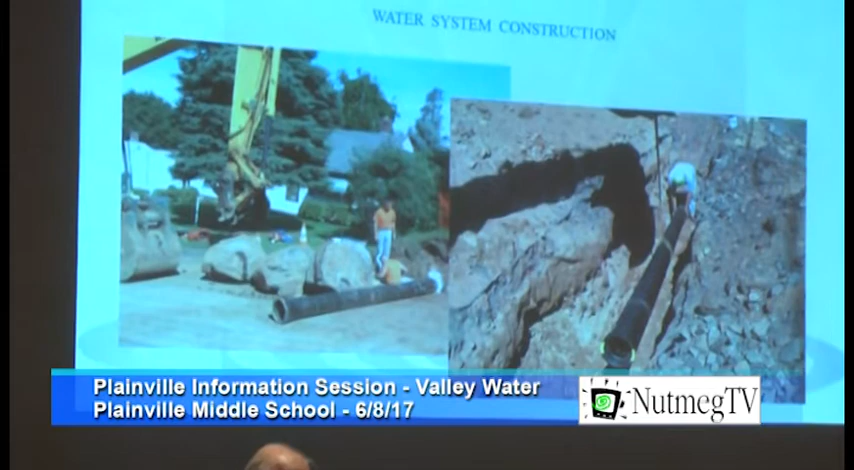 WATER SYSTEM CONSTRUCTION
Plainville Information Session - Valley Water
Plainville Middle School - 6/8/17
NutmegTV